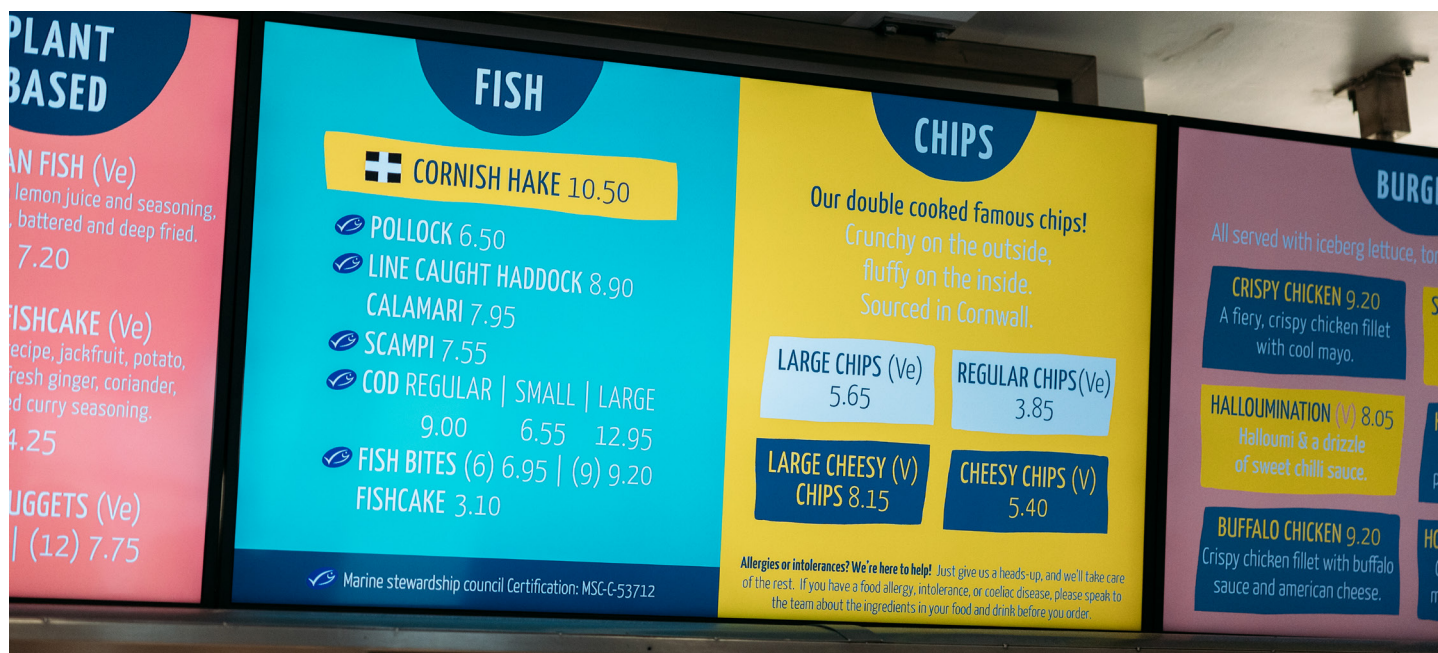 PLANT
BASED
FISH (Ve)
lemon juice and seasoning,
battered and deep fried.
7.20
FISHCAKE (Ve)
recipe, jackfruit, potato,
fresh ginger, coriander,
curry seasoning.
4.25
NUGGETS (Ve)
| (12) 7.75
FISH
CORNISH HAKE 10.50
POLLOCK 6.50
LINE CAUGHT HADDOCK 8.90
CALAMARI 7.95
SCAMPI 7.55
COD REGULAR | SMALL | LARGE
9.00 6.55 12.95
FISH BITES (6) 6.95 | (9) 9.20
FISHCAKE 3.10
Marine stewardship council Certification: MSC-C-53712
CHIPS
Our double cooked famous chips!
Crunchy on the outside,
fluffy on the inside.
Sourced in Cornwall.
LARGE CHIPS (Ve)
5.65
REGULAR CHIPS(Ve)
3.85
LARGE CHEESY (V)
CHIPS 8.15
CHEESY CHIPS (V)
5.40
Allergies or intolerances? We're here to help! Just give us a heads-up, and we'll take care
of the rest. If you have a food allergy, intolerance, or coeliac disease, please speak to
the team about the ingredients in your food and drink before you order.
BURG
All served with iceberg lettuce,
CRISPY CHICKEN 9.20
A fiery, crispy chicken fillet
with cool mayo.
HALLOUMINATION (V) 8.05
Halloumi & a drizzle
of sweet chilli sauce.
BUFFALO CHICKEN 9.20
Crispy chicken fillet with buffalo
sauce and american cheese.